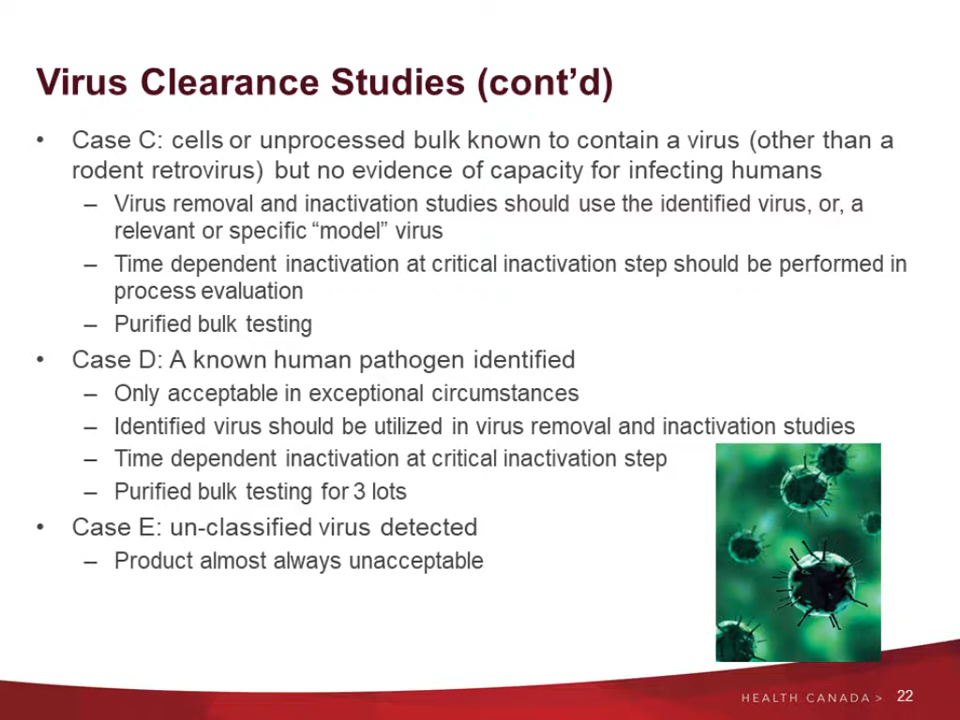 Virus Clearance Studies (cont’d)
• Case C: cells or unprocessed bulk known to contain a virus (other than a
rodent retrovirus) but no evidence of capacity for infecting humans
– Virus removal and inactivation studies should use the identified virus, or, a
relevant or specific “model” virus
– Time dependent inactivation at critical inactivation step should be performed in
process evaluation
– Purified bulk testing
• Case D: A known human pathogen identified
– Only acceptable in exceptional circumstances
– Identified virus should be utilized in virus removal and inactivation studies
– Time dependent inactivation at critical inactivation step
– Purified bulk testing for 3 lots
• Case E: un-classified virus detected
– Product almost always unacceptable
HEALTH CANADA > 22